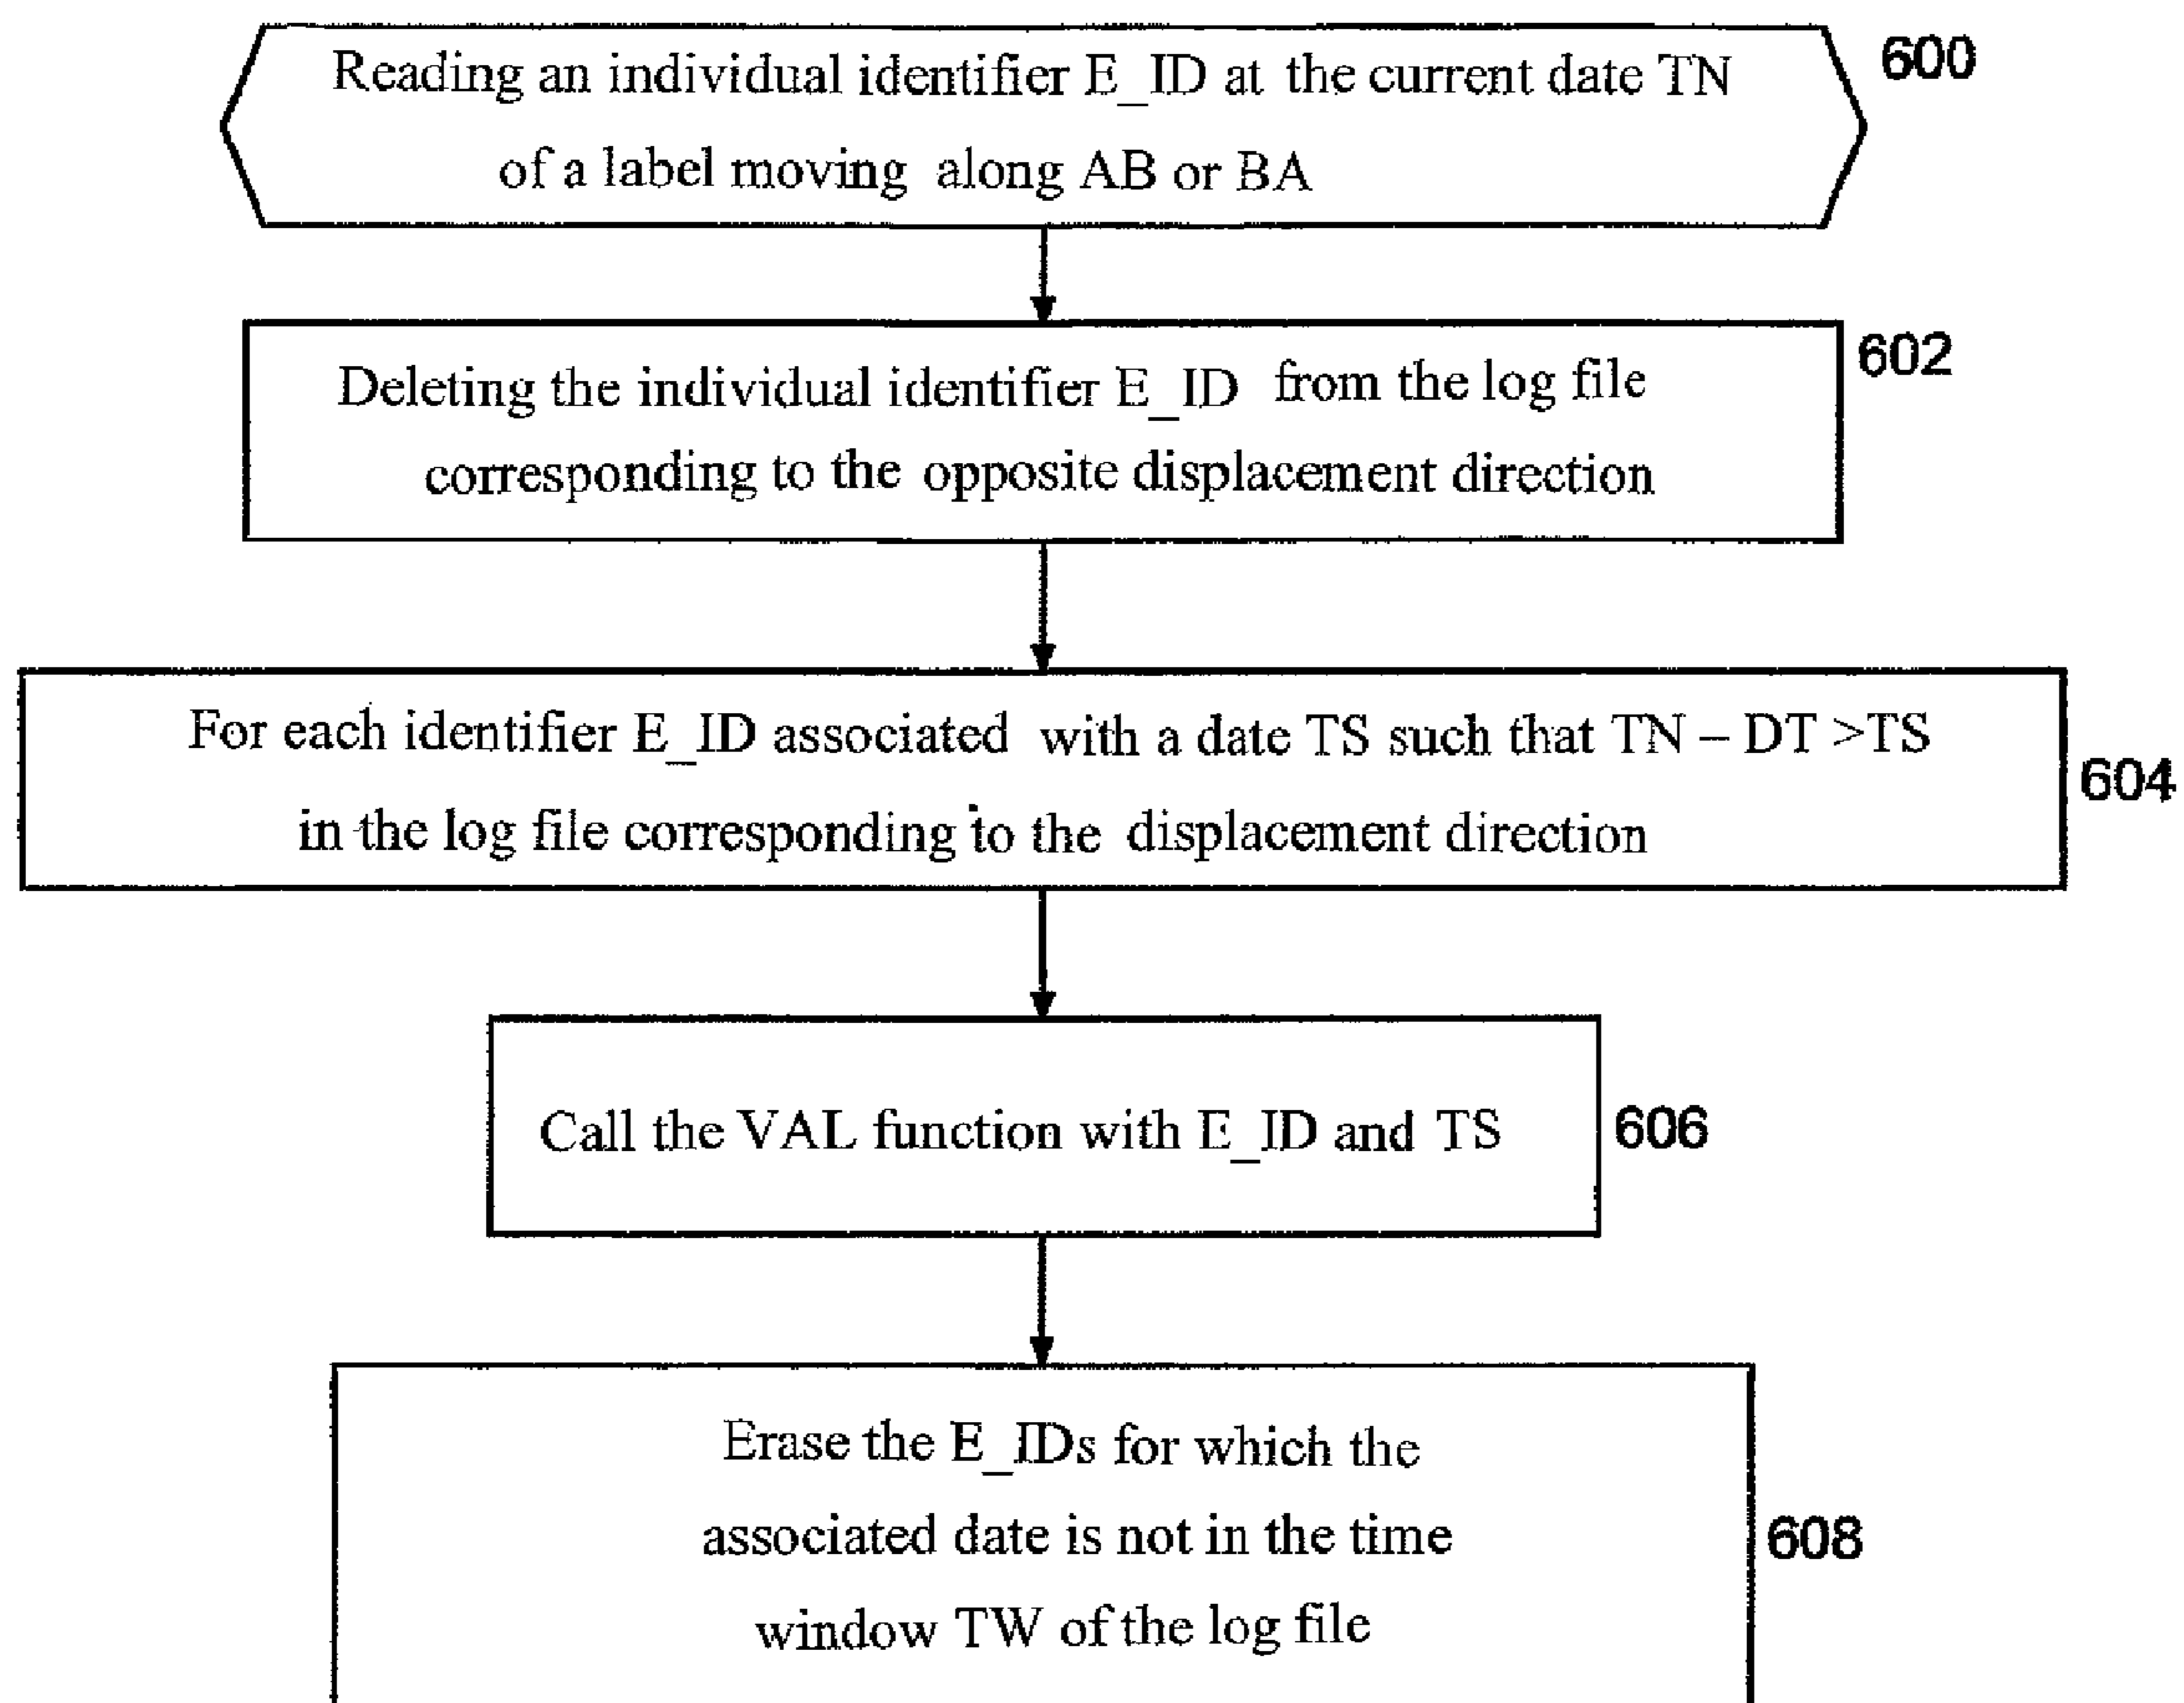 Reading an individual identifier E_ID at the current date TN
of a label moving along AB or BA
600
Deleting the individual identifier E_ID from the log file
corresponding to the opposite displacement direction
602
For each identifier E_ID associated with a date TS such that TN – DT >TS
in the log file corresponding to the displacement direction
604
Call the VAL function with E_ID and TS
606
Erase the E_IDs for which the
associated date is not in the time
window TW of the log file
608